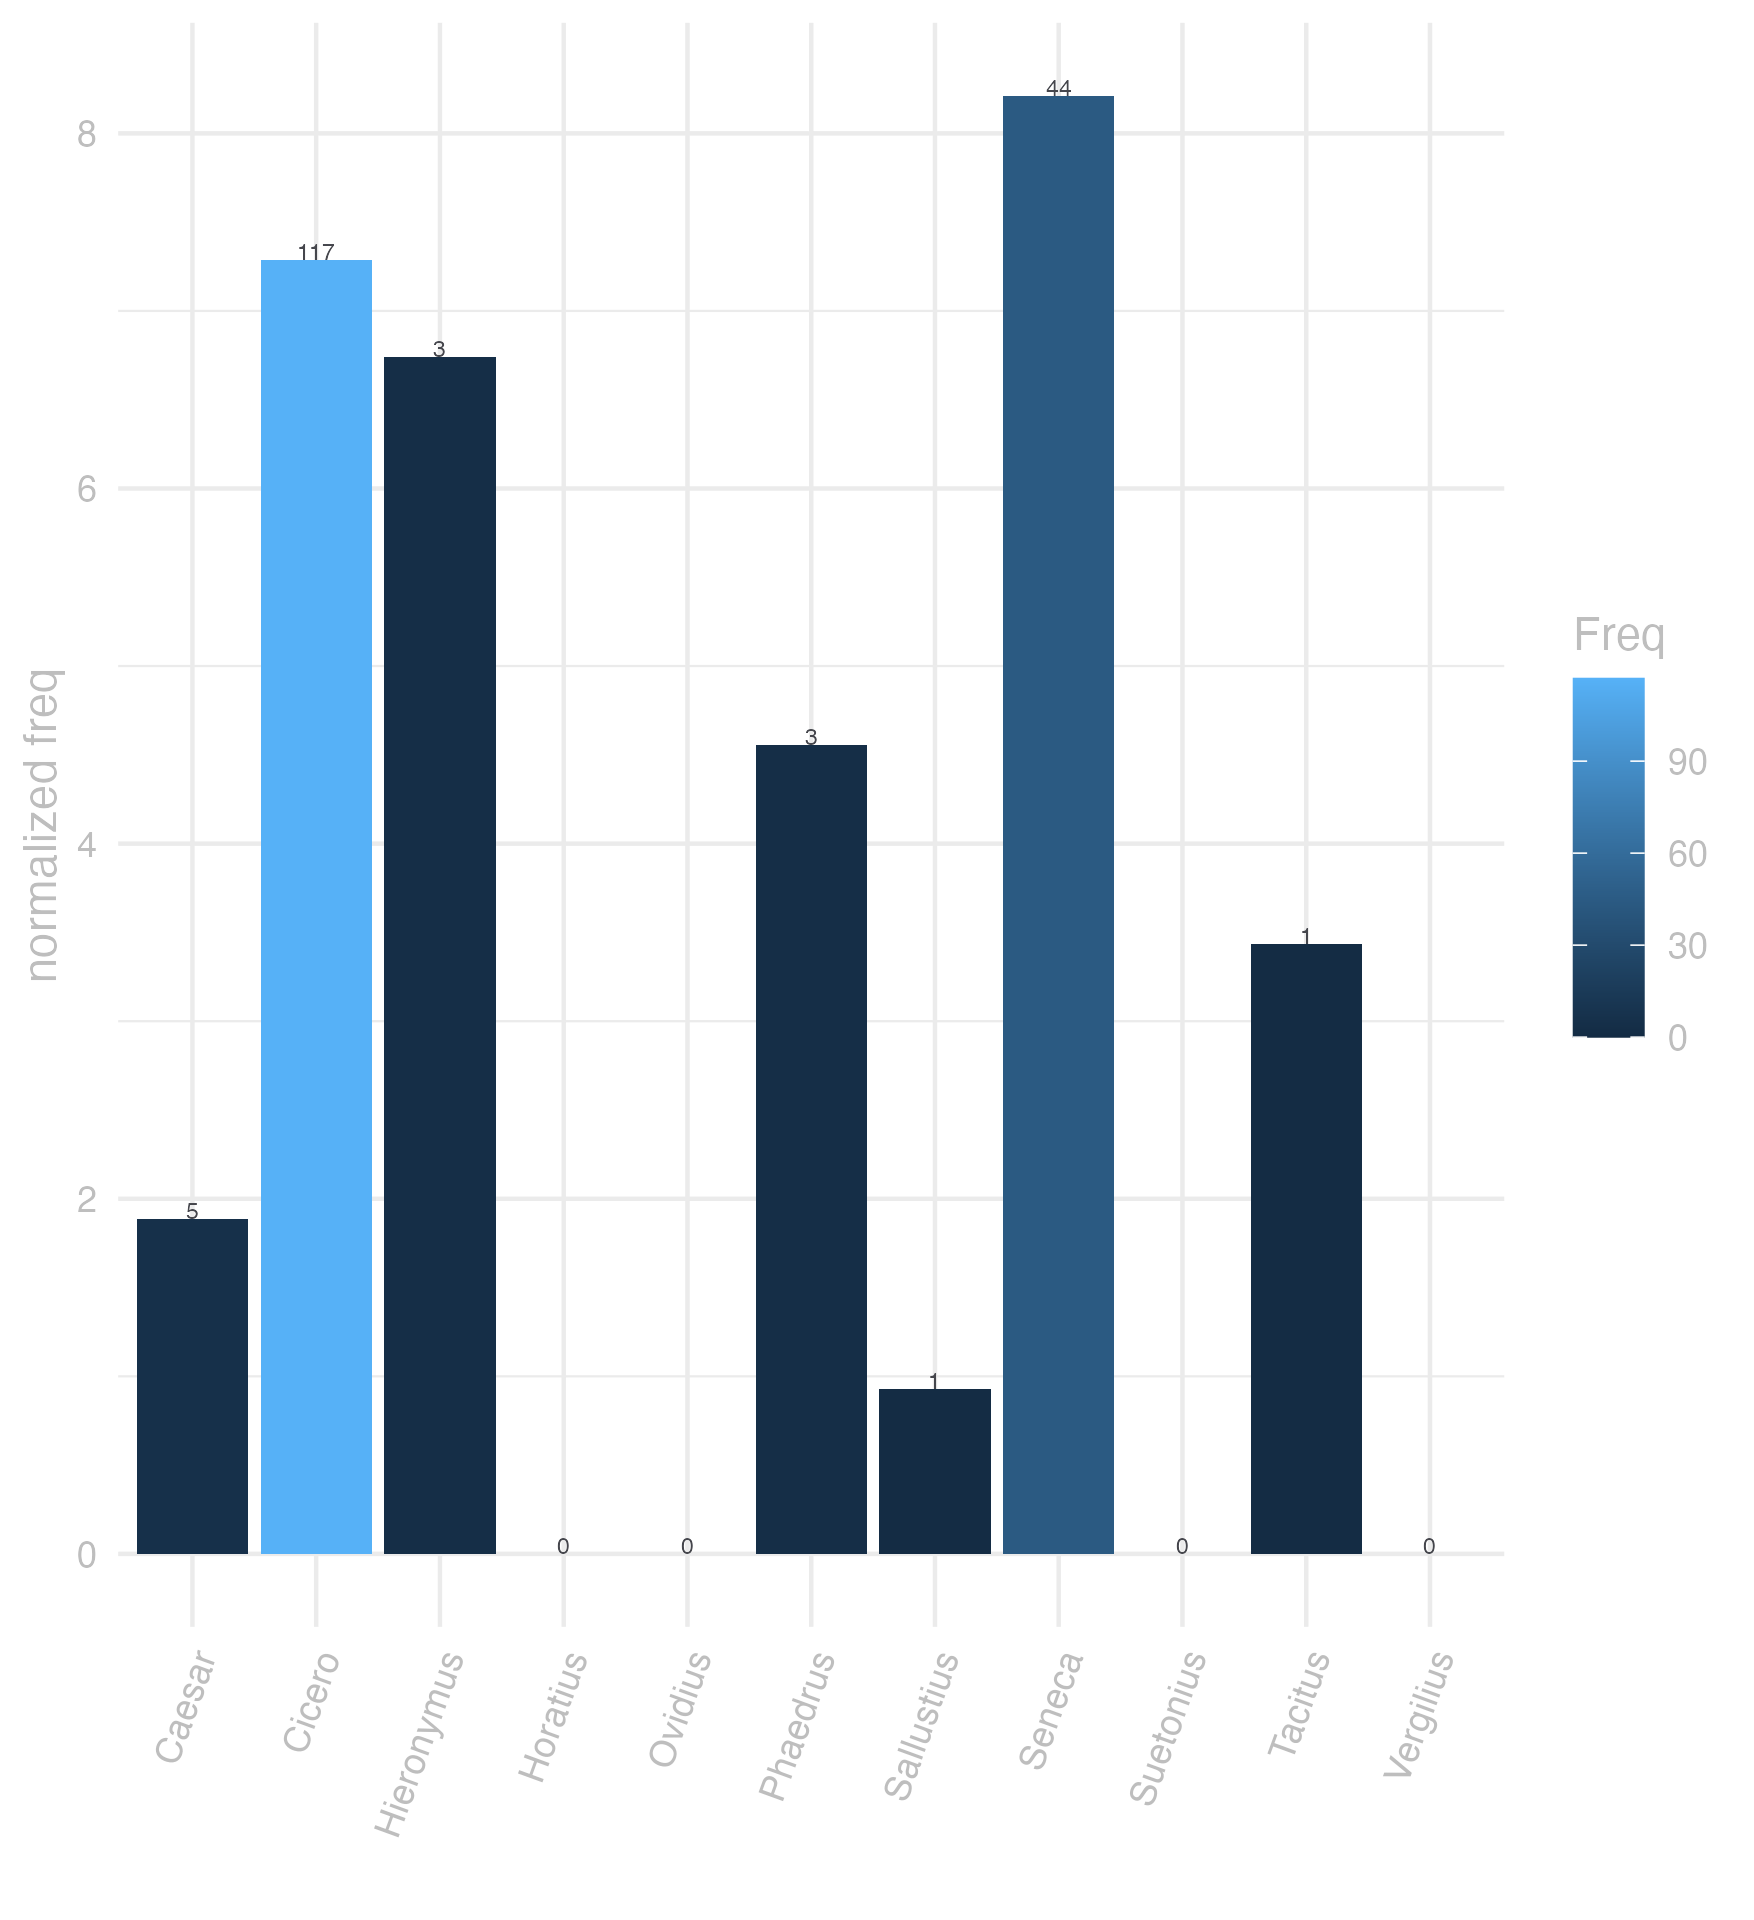 44
8
117
3
6
Freq
normalized freq
3
90
4
60
1
30
0
2
5
1
0
0
0
0
0
Caesar
Cicero
Hieronymus
Horatius
Ovidius
Phaedrus
Sallustius
Seneca
Suetonius
Tacitus
Vergilius